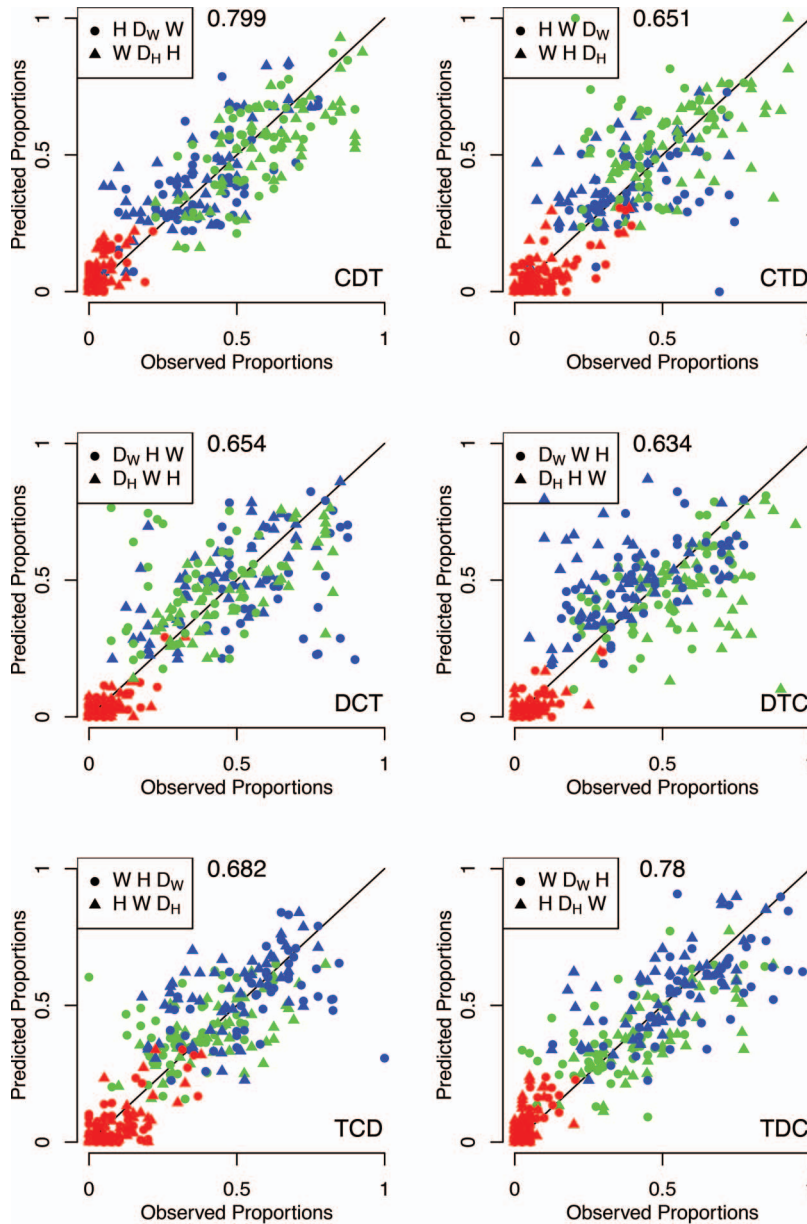 ● H D_W W
▲ W D_H H
0.799
Predicted Proportions
0
0.5
1
CDT
0 0.5 1
Observed Proportions
● H W D_W
▲ W H D_H
0.651
Predicted Proportions
0
0.5
1
CTD
0 0.5 1
Observed Proportions
● D_W H W
▲ D_H W H
0.654
Predicted Proportions
0
0.5
1
DCT
0 0.5 1
Observed Proportions
● D_W W H
▲ D_H H W
0.634
Predicted Proportions
0
0.5
1
DTC
0 0.5 1
Observed Proportions
● W H D_W
▲ H W D_H
0.682
Predicted Proportions
0
0.5
1
TCD
0 0.5 1
Observed Proportions
● W D_W H
▲ H D_H W
0.78
Predicted Proportions
0
0.5
1
TDC
0 0.5 1
Observed Proportions